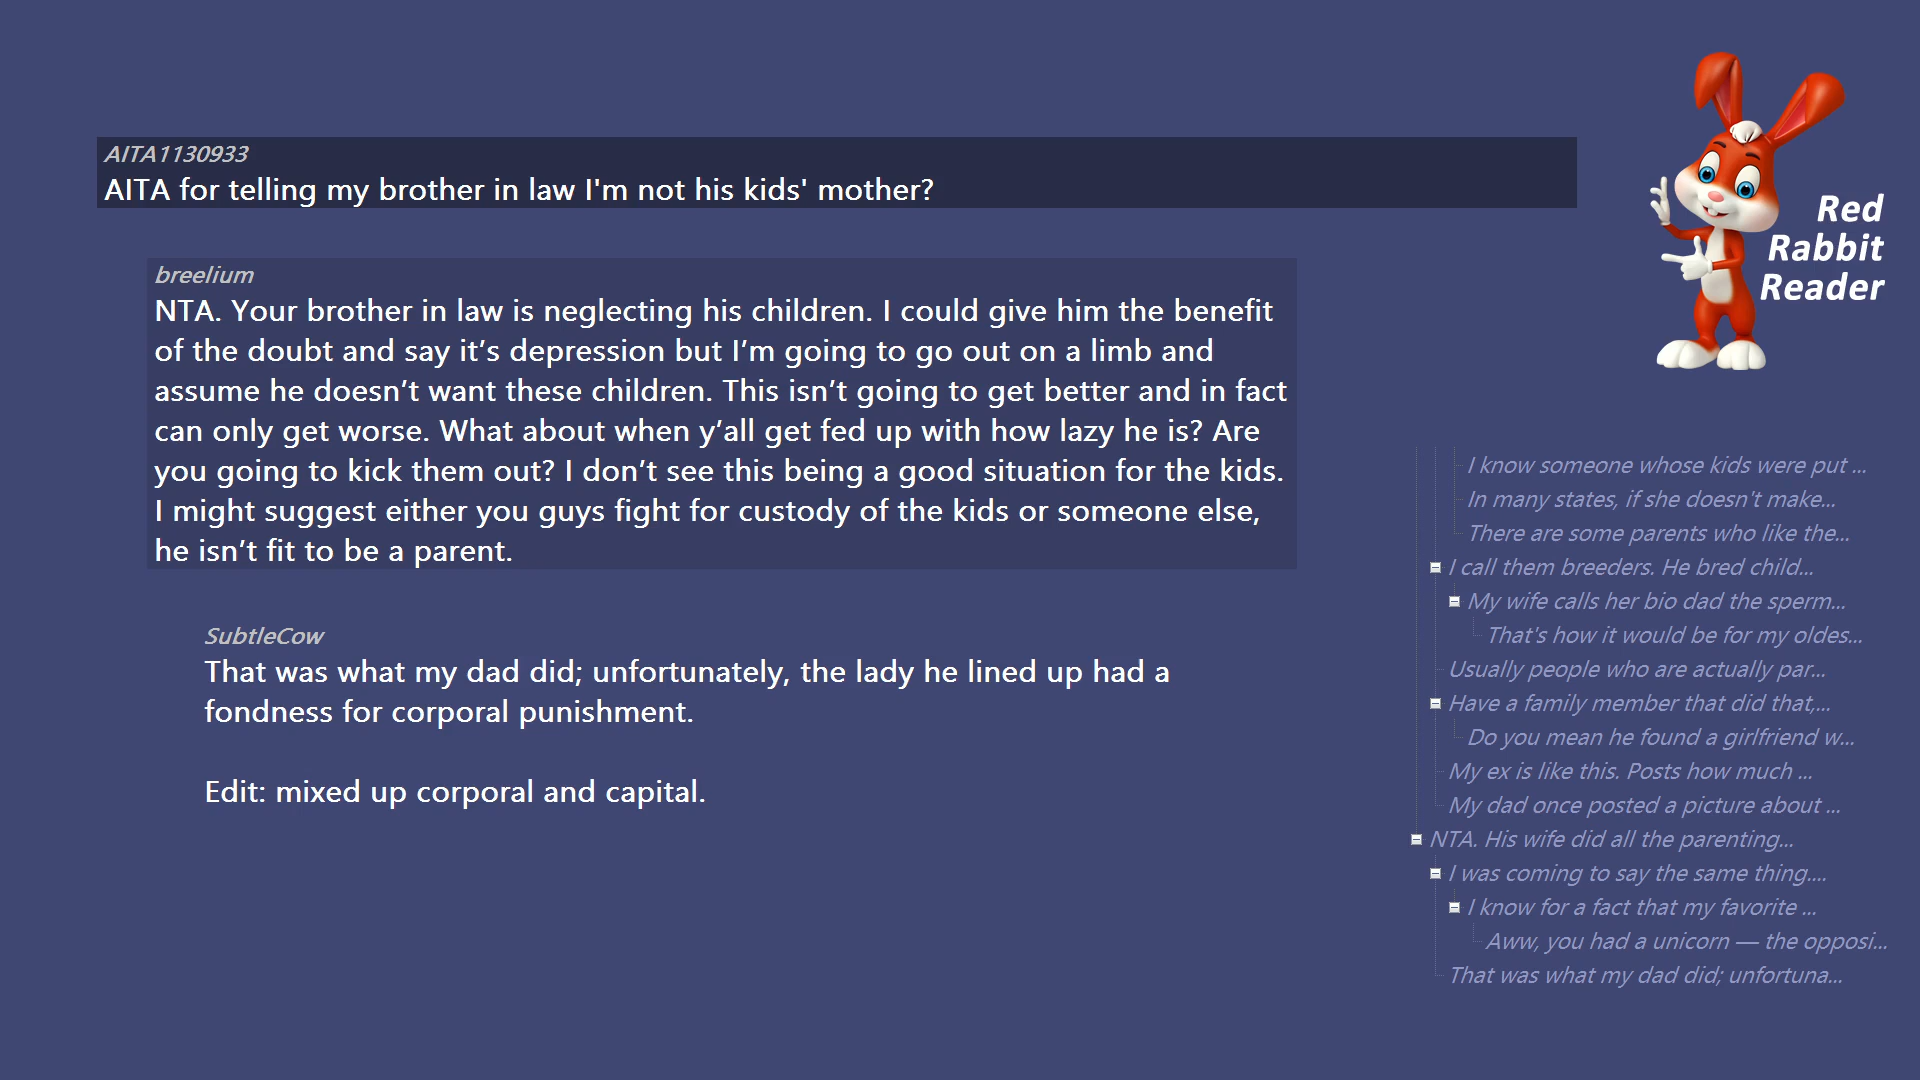 AITA1130933
AITA for telling my brother in law I'm not his kids' mother?
breelium
NTA. Your brother in law is neglecting his children. I could give him the benefit
of the doubt and say it’s depression but I’m going to go out on a limb and
assume he doesn’t want these children. This isn’t going to get better and in fact
can only get worse. What about when y’all get fed up with how lazy he is? Are
you going to kick them out? I don’t see this being a good situation for the kids.
I might suggest either you guys fight for custody of the kids or someone else,
he isn’t fit to be a parent.
SubtleCow
That was what my dad did; unfortunately, the lady he lined up had a
fondness for corporal punishment.
Edit: mixed up corporal and capital.
Red
Rabbit
Reader
I know someone whose kids were put ...
In many states, if she doesn't make...
There are some parents who like the...
I call them breeders. He bred child...
My wife calls her bio dad the sperm...
That's how it would be for my oldes...
Usually people who are actually par...
Have a family member that did that,...
Do you mean he found a girlfriend w...
My ex is like this. Posts how much ...
My dad once posted a picture about ...
NTA. His wife did all the parenting...
I was coming to say the same thing....
I know for a fact that my favorite ...
Aww, you had a unicorn — the opposi...
That was what my dad did; unfortuna...